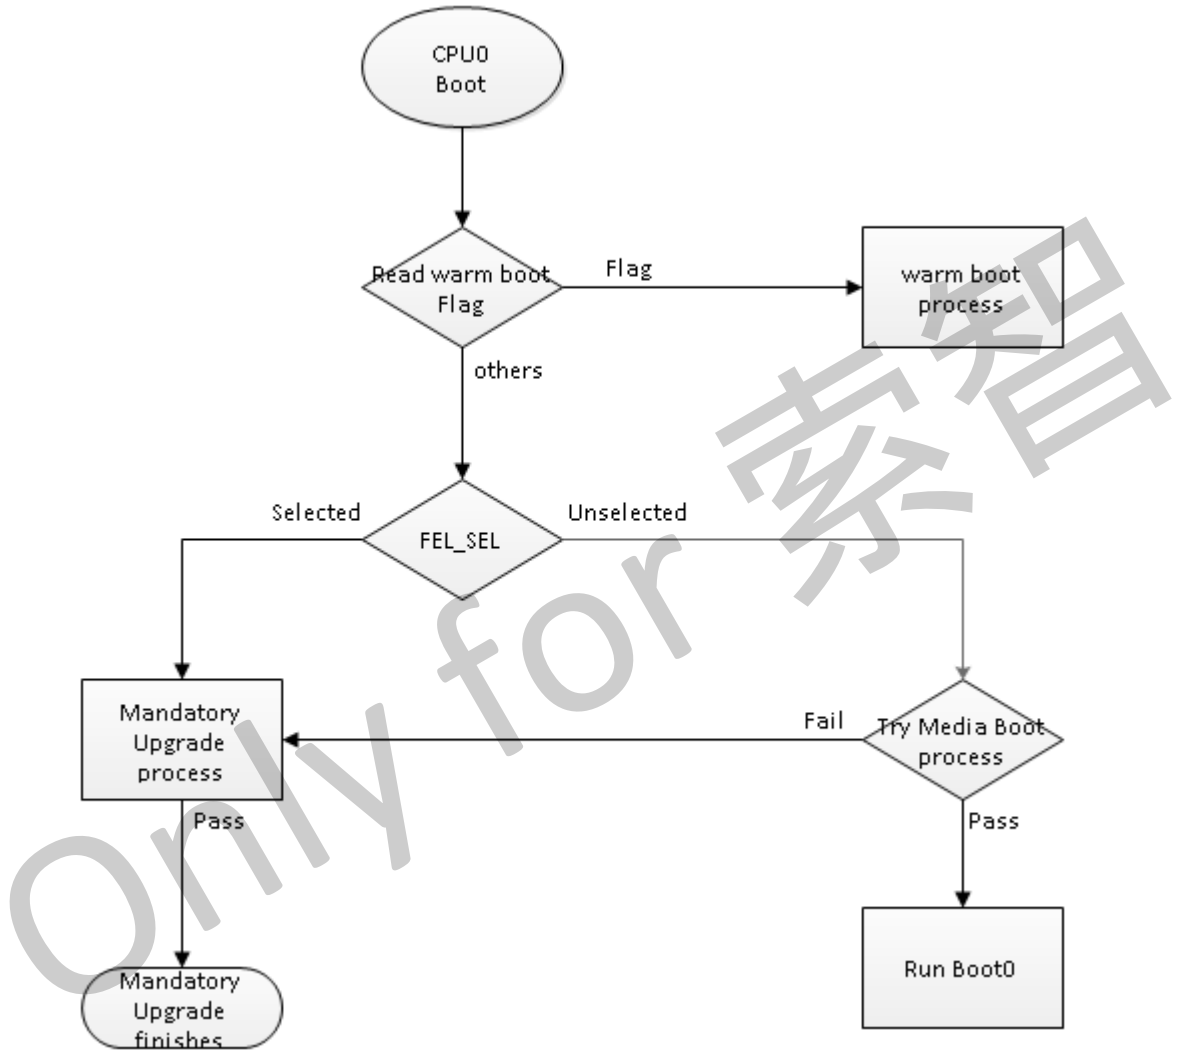 CPU0
Boot
Read warm boot
Flag
Flag
warm boot
process
others
Selected
FEL_SEL
Unselected
Mandatory
Upgrade
process
Fail
Try Media Boot
process
Pass
Pass
Mandatory
Upgrade
finishes
Run Boot0
Only for 索智